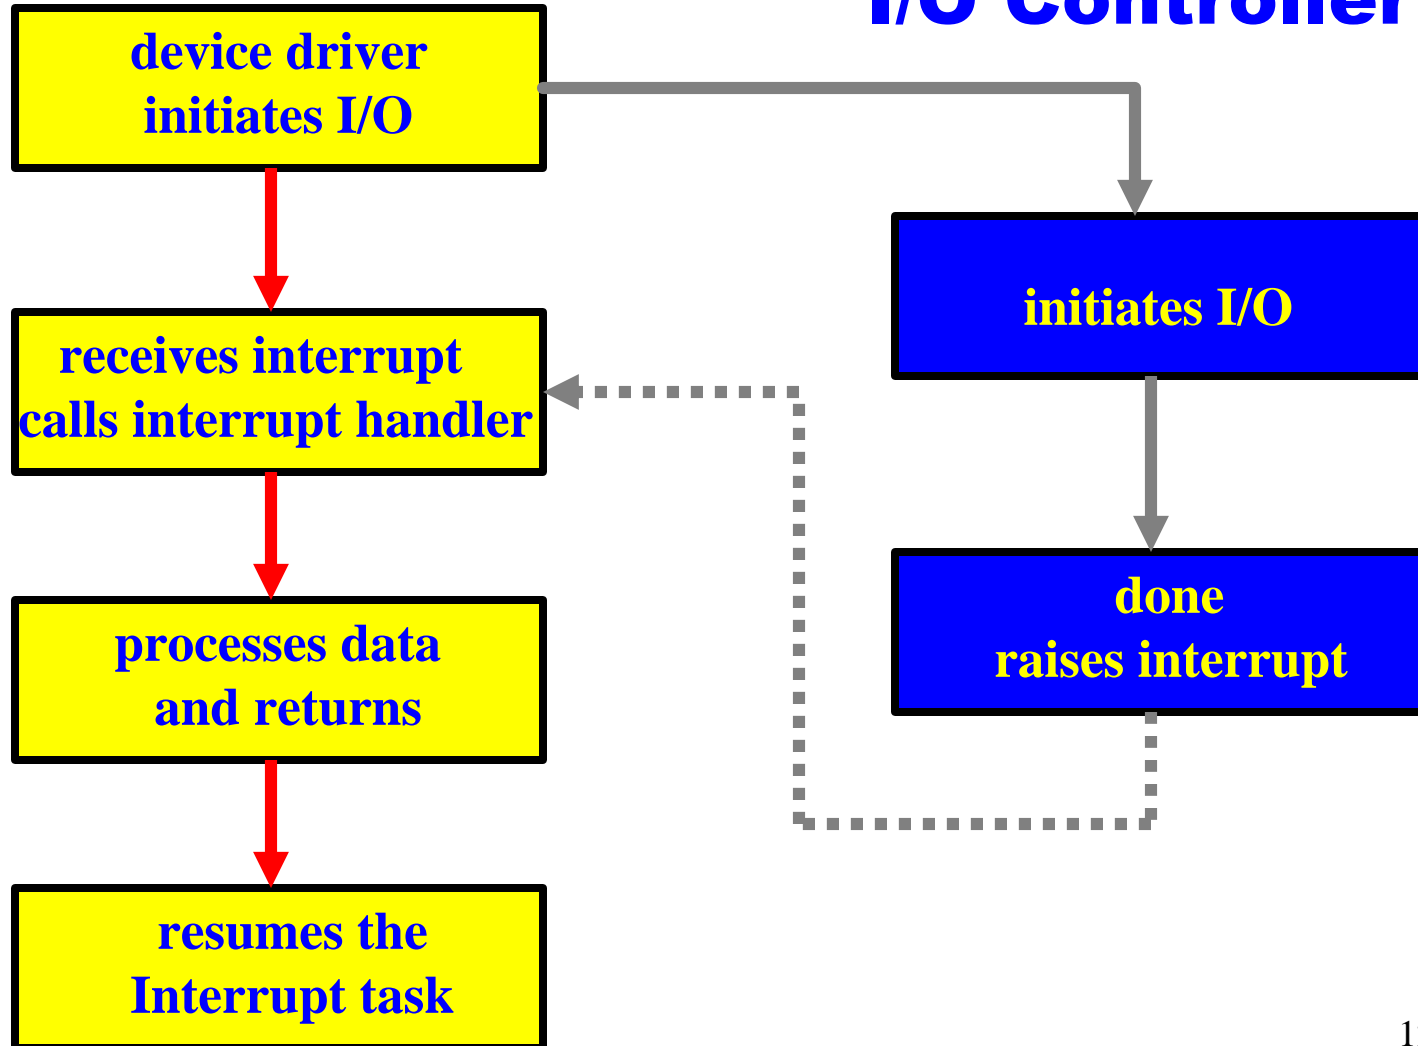 I/O Controller
device driver
initiates I/O
initiates I/O
receives interrupt
calls interrupt handler
done
raises interrupt
processes data
and returns
resumes the
Interrupt task